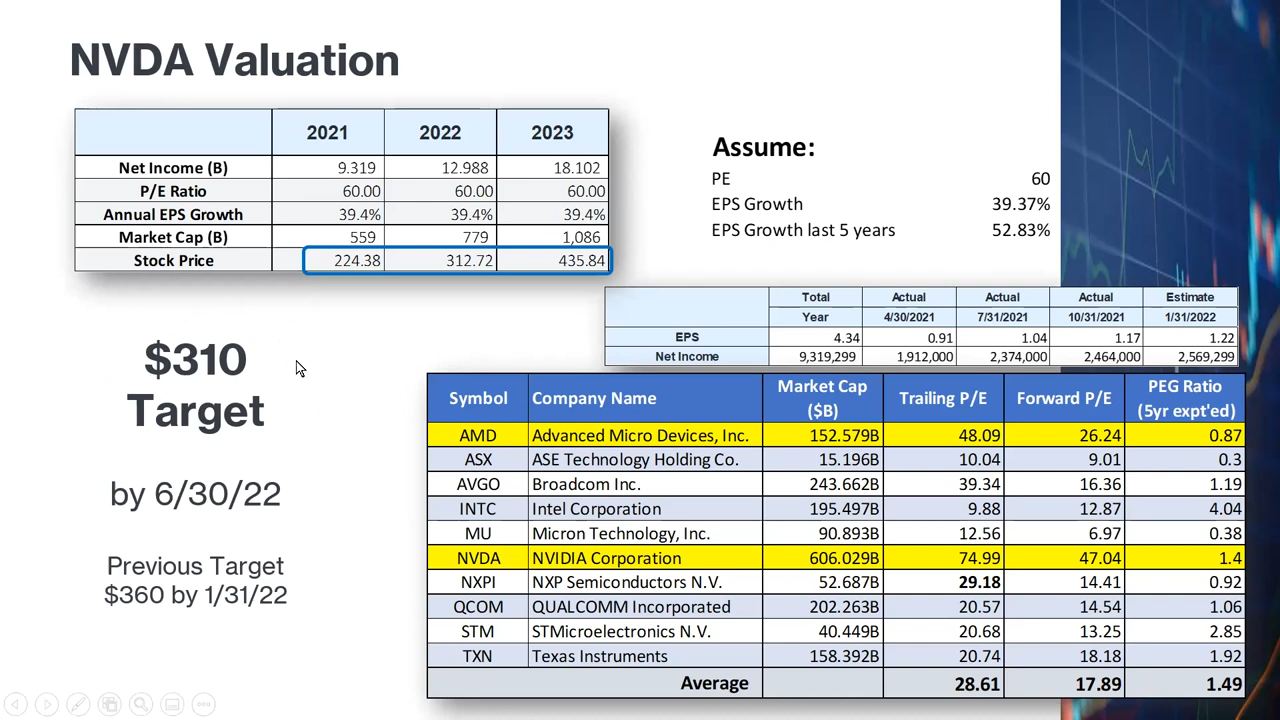 NVDA Valuation
2021 2022 2023
Net Income (B) 9.319 12.988 18.102
P/E Ratio 60.00 60.00 60.00
Annual EPS Growth 39.4% 39.4% 39.4%
Market Cap (B) 559 779 1,086
Stock Price 224.38 312.72 435.84
Assume:
PE 60
EPS Growth 39.37%
EPS Growth last 5 years 52.83%
Total Actual Actual Actual Estimate
Year 4/30/2021 7/31/2021 10/31/2021 1/31/2022
EPS 4.34 0.91 1.04 1.17 1.22
Net Income 9,319,299 1,912,000 2,374,000 2,464,000 2,569,299
$310
Target
by 6/30/22
Previous Target
$360 by 1/31/22
Symbol Company Name Market Cap ($B) Trailing P/E Forward P/E PEG Ratio (5yr expt'ed)
AMD Advanced Micro Devices, Inc. 152.579B 48.09 26.24 0.87
ASX ASE Technology Holding Co. 15.196B 10.04 9.01 0.3
AVGO Broadcom Inc. 243.662B 39.34 16.36 1.19
INTC Intel Corporation 195.497B 9.88 12.87 4.04
MU Micron Technology, Inc. 90.893B 12.56 6.97 0.38
NVDA NVIDIA Corporation 606.029B 74.99 47.04 1.4
NXPI NXP Semiconductors N.V. 52.687B 29.18 14.41 0.92
QCOM QUALCOMM Incorporated 202.263B 20.57 14.54 1.06
STM STMicroelectronics N.V. 40.449B 20.68 13.25 2.85
TXN Texas Instruments 158.392B 20.74 18.18 1.92
Average 28.61 17.89 1.49